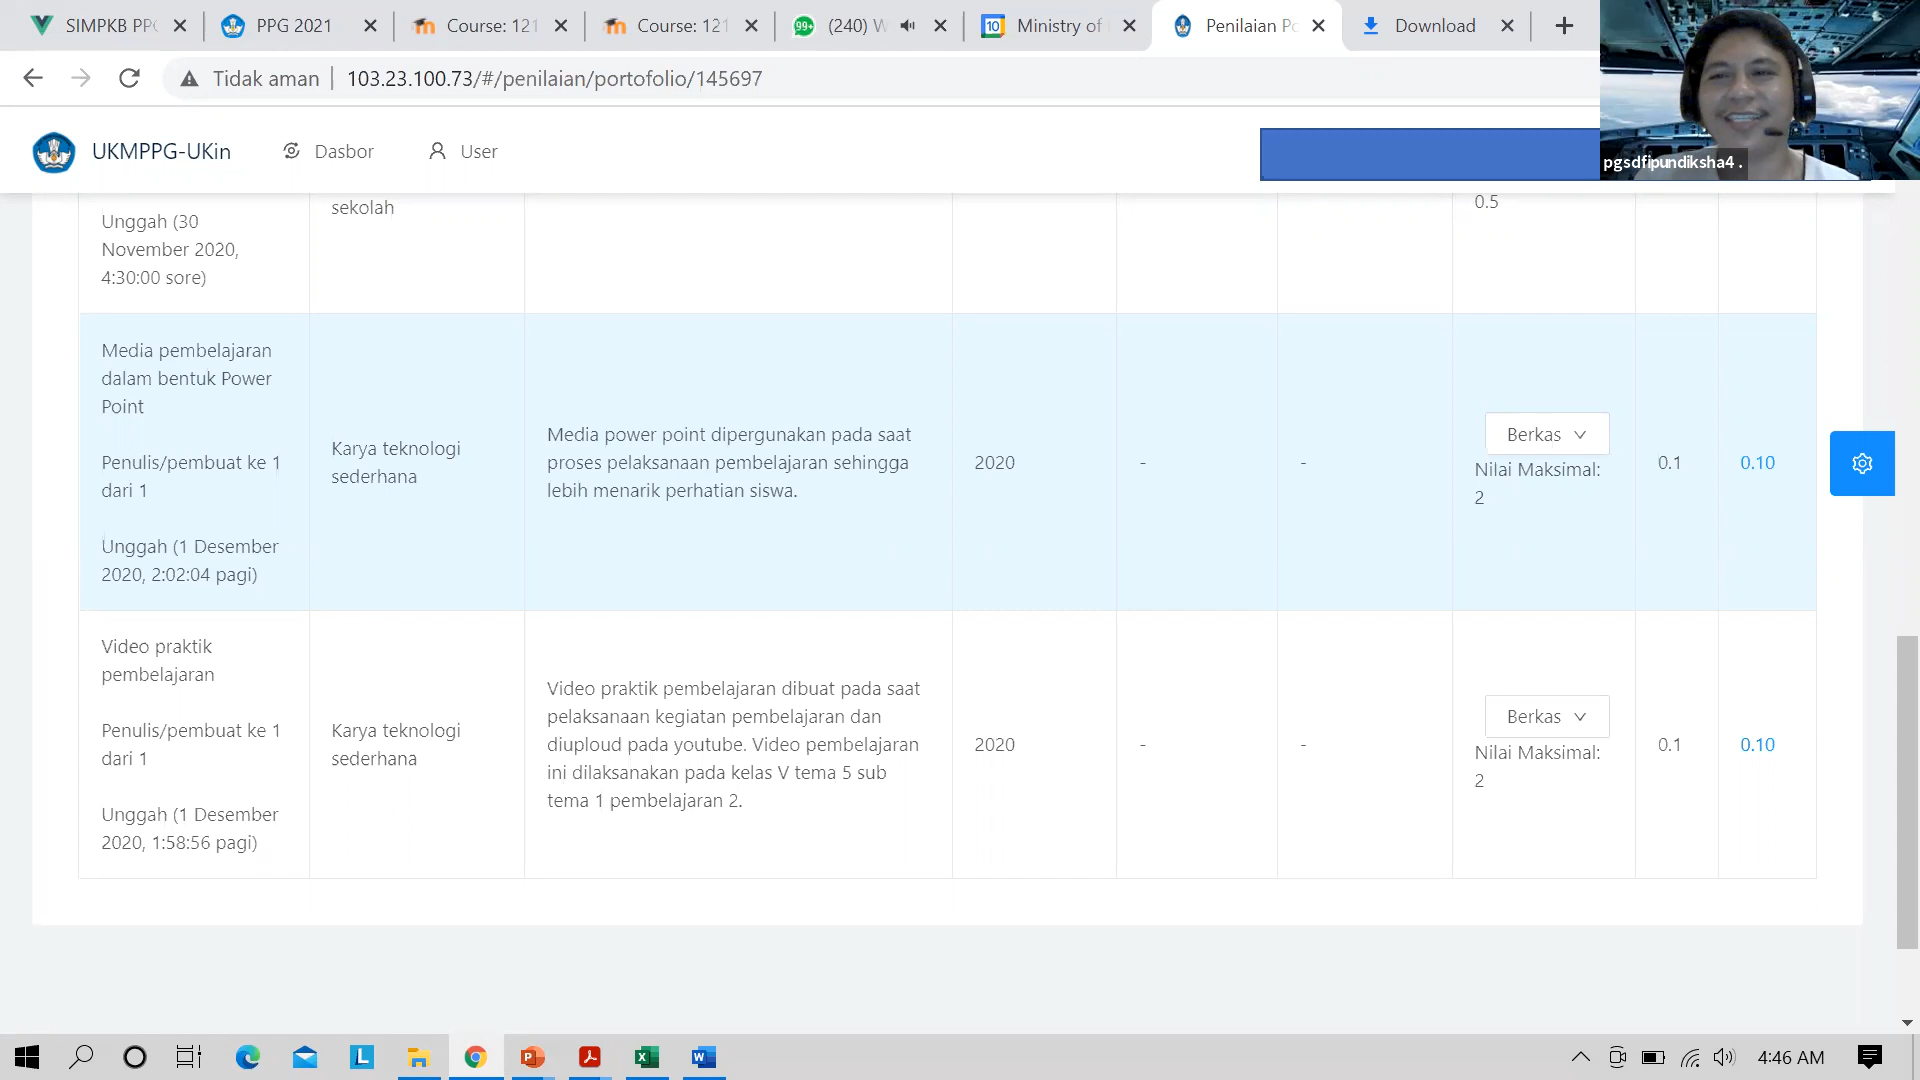 SIMPKB PPG
PPG 2021
Course: 121
Course: 121
99+
(240) W
10
Ministry of
Penilaian Po
Download
Tidak aman
103.23.100.73/#/penilaian/portofolio/145697
UKMPPG-UKin
Dasbor
User
pgsdfipundiksha4 .
Unggah (30
November 2020,
4:30:00 sore)
sekolah
0.5
Media pembelajaran
dalam bentuk Power
Point
Penulis/pembuat ke 1
dari 1
Unggah (1 Desember
2020, 2:02:04 pagi)
Karya teknologi
sederhana
Media power point dipergunakan pada saat
proses pelaksanaan pembelajaran sehingga
lebih menarik perhatian siswa.
2020
-
-
Berkas
Nilai Maksimal:
2
0.1
0.10
Video praktik
pembelajaran
Penulis/pembuat ke 1
dari 1
Unggah (1 Desember
2020, 1:58:56 pagi)
Karya teknologi
sederhana
Video praktik pembelajaran dibuat pada saat
pelaksanaan kegiatan pembelajaran dan
diuploud pada youtube. Video pembelajaran
ini dilaksanakan pada kelas V tema 5 sub
tema 1 pembelajaran 2.
2020
-
-
Berkas
Nilai Maksimal:
2
0.1
0.10
4:46 AM